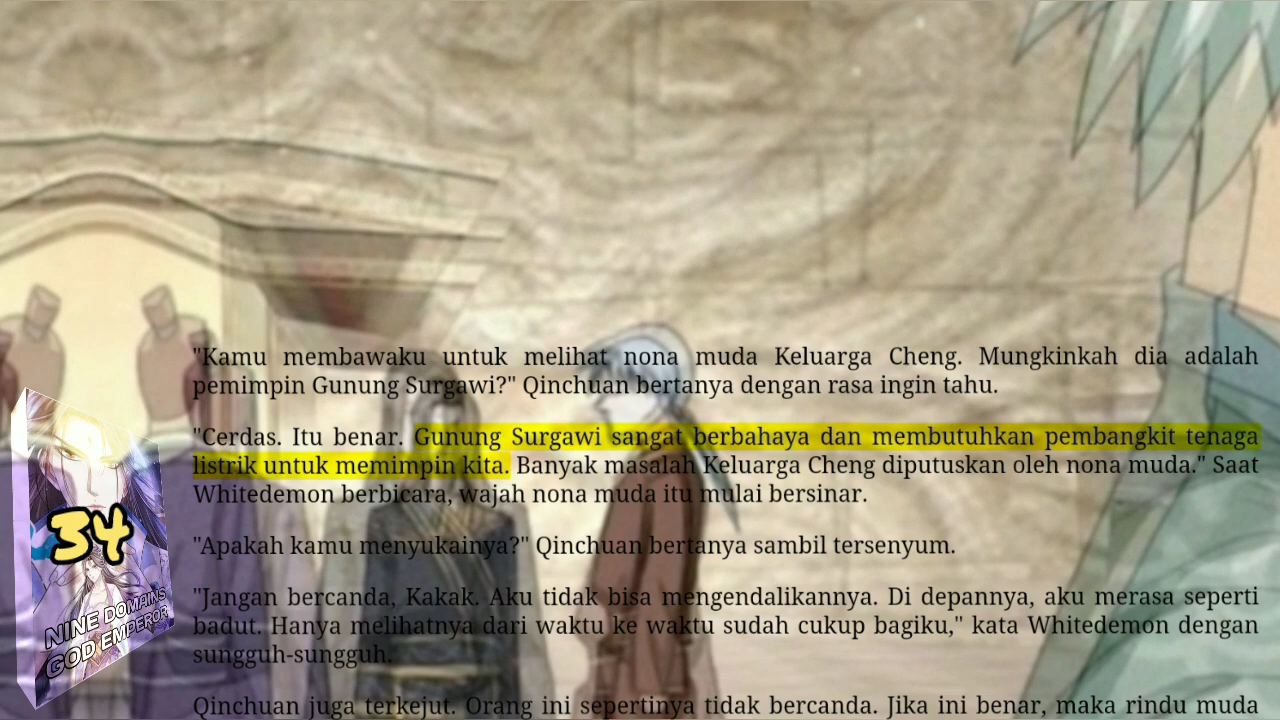 "Kamu membawaku untuk melihat nona muda Keluarga Cheng. Mungkinkah dia adalah
pemimpin Gunung Surgawi?" Qinchuan bertanya dengan rasa ingin tahu.
"Cerdas. Itu benar. Gunung Surgawi sangat berbahaya dan membutuhkan pembangkit tenaga
listrik untuk memimpin kita. Banyak masalah Keluarga Cheng diputuskan oleh nona muda." Saat
Whitedemon berbicara, wajah nona muda itu mulai bersinar.
"Apakah kamu menyukainya?" Qinchuan bertanya sambil tersenyum.
"Jangan bercanda, Kakak. Aku tidak bisa mengendalikannya. Di depannya, aku merasa seperti
badut. Hanya melihatnya dari waktu ke waktu sudah cukup bagiku," kata Whitedemon dengan
sungguh-sungguh.
Qinchuan juga terkejut. Orang ini sepertinya tidak bercanda. Jika ini benar, maka rindu muda
34
NINE DOMAINS
GOD EMPEROR